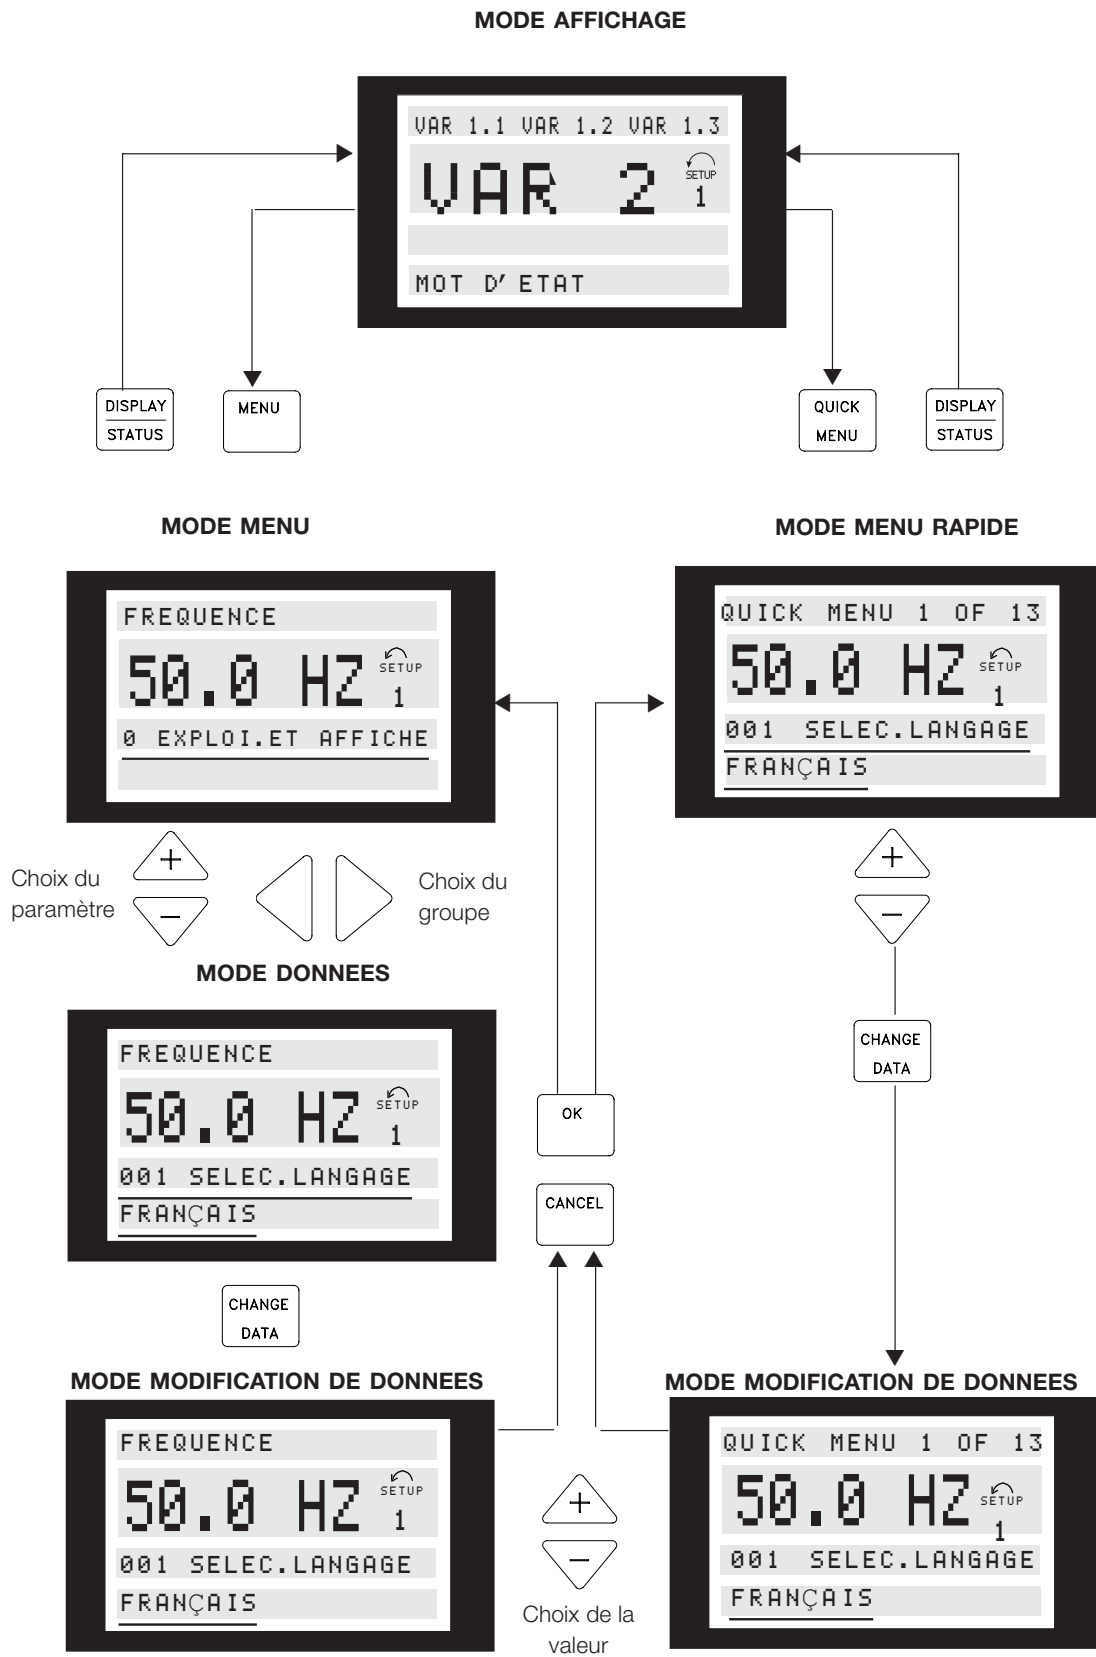 MODE AFFICHAGE
VAR 1.1 VAR 1.2 VAR 1.3
VAR 2
SETUP
1
MOT D' ETAT
DISPLAY
STATUS
MENU
QUICK
MENU
DISPLAY
STATUS
MODE MENU
FREQUENCE
50.0 HZ
SETUP
1
0 EXPLOI.ET AFFICHE
Choix du
paramètre
+
−
Choix du
groupe
MODE MENU RAPIDE
QUICK MENU 1 OF 13
50.0 HZ
SETUP
1
001 SELEC.LANGAGE
FRANÇAIS
+
−
CHANGE
DATA
MODE DONNEES
FREQUENCE
50.0 HZ
SETUP
1
001 SELEC.LANGAGE
FRANÇAIS
OK
CANCEL
CHANGE
DATA
MODE MODIFICATION DE DONNEES
FREQUENCE
50.0 HZ
SETUP
1
001 SELEC.LANGAGE
FRANÇAIS
+
−
Choix de la
valeur
MODE MODIFICATION DE DONNEES
QUICK MENU 1 OF 13
50.0 HZ
SETUP
1
001 SELEC.LANGAGE
FRANÇAIS